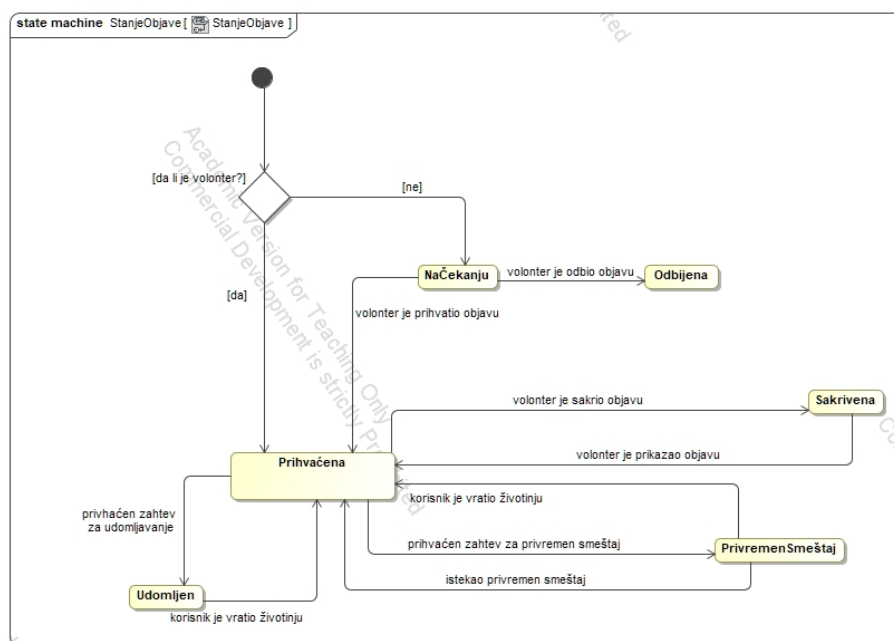 state machine StanjeObjave [ StanjeObjave ]
[da li je volonter?]
[ne]
NaČekanju
volonter je odbio objavu
Odbijena
[da]
volonter je prihvatio objavu
volonter je sakrio objavu
Sakrivena
Prihvaćena
volonter je prikazao objavu
korisnik je vratio životinju
privhaćen zahtev
za udomljavanje
prihvaćen zahtev za privremen smeštaj
PrivremenSmeštaj
istekao privremen smeštaj
Udomljen
korisnik je vratio životinju
Academic Version for Teaching Only
Commercial Development is strictly